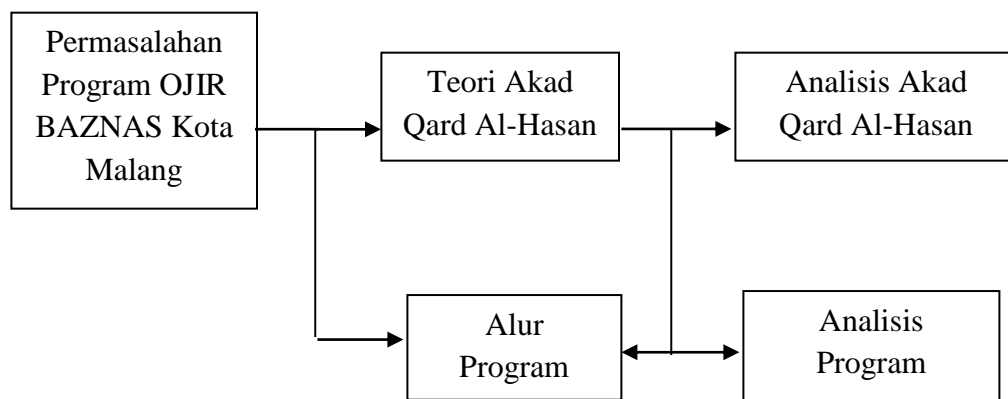 Permasalahan
Program OJIR
BAZNAS Kota
Malang
Teori Akad
Qard Al-Hasan
Analisis Akad
Qard Al-Hasan
Alur
Program
Analisis
Program